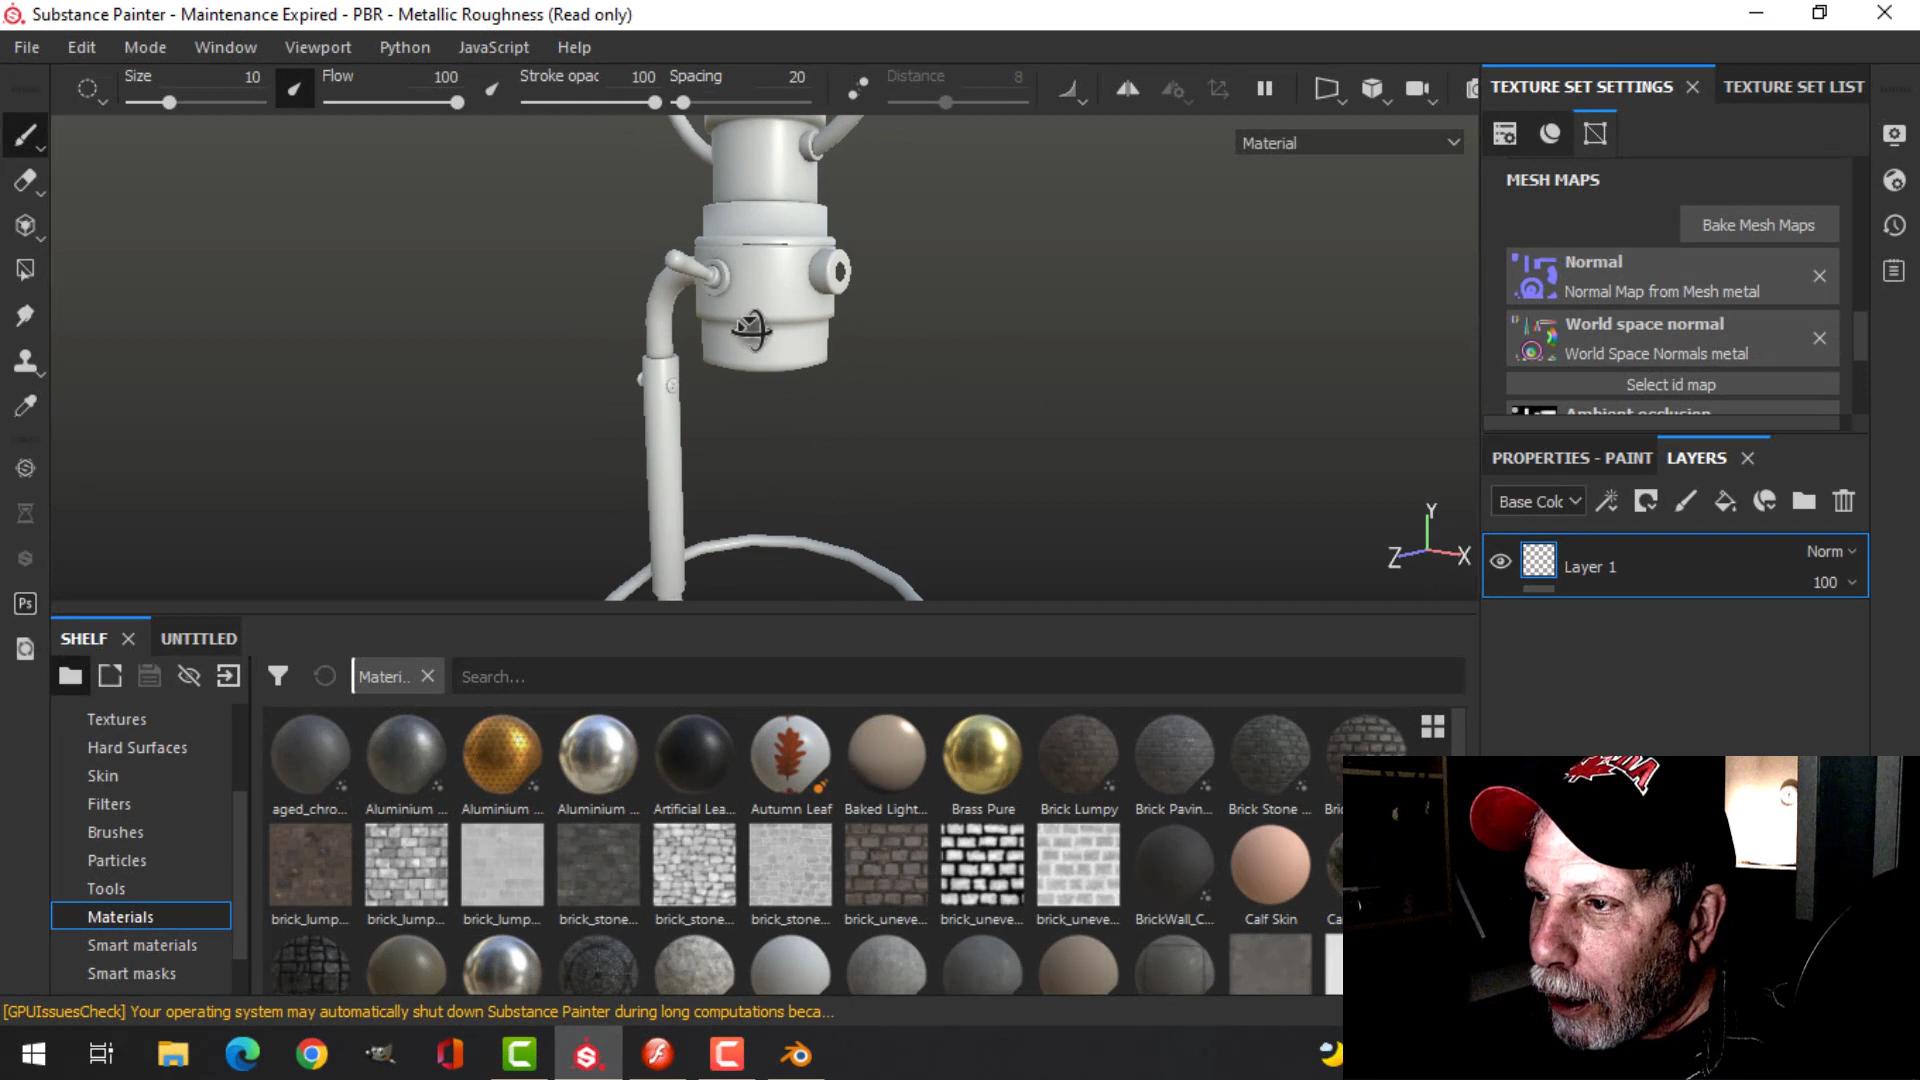 Substance Painter - Maintenance Expired - PBR - Metallic Roughness (Read only)
File Edit Mode Window Viewport Python JavaScript Help
Size 10 Flow 100 Stroke opac 100 Spacing 20 Distance 8
TEXTURE SET SETTINGS TEXTURE SET LIST
Material
MESH MAPS
Bake Mesh Maps
Normal
Normal Map from Mesh metal
World space normal
World Space Normals metal
Select id map
Ambient occlusion
PROPERTIES - PAINT LAYERS
Base Colc
Layer 1
Norm
100
Y
Z X
SHELF UNTITLED
Materi..
Search...
Textures
Hard Surfaces
Skin
Filters
Brushes
Particles
Tools
Materials
Smart materials
Smart masks
aged_chro... Aluminium ... Aluminium ... Aluminium ... Artificial Lea... Autumn Leaf Baked Light... Brass Pure Brick Lumpy Brick Pavin... Brick Stone ...
brick_lump... brick_lump... brick_lump... brick_stone... brick_stone... brick_stone... brick_uneve... brick_uneve... brick_uneve... BrickWall_C... Calf Skin
Ps
[GPUIssuesCheck] Your operating system may automatically shut down Substance Painter during long computations beca...